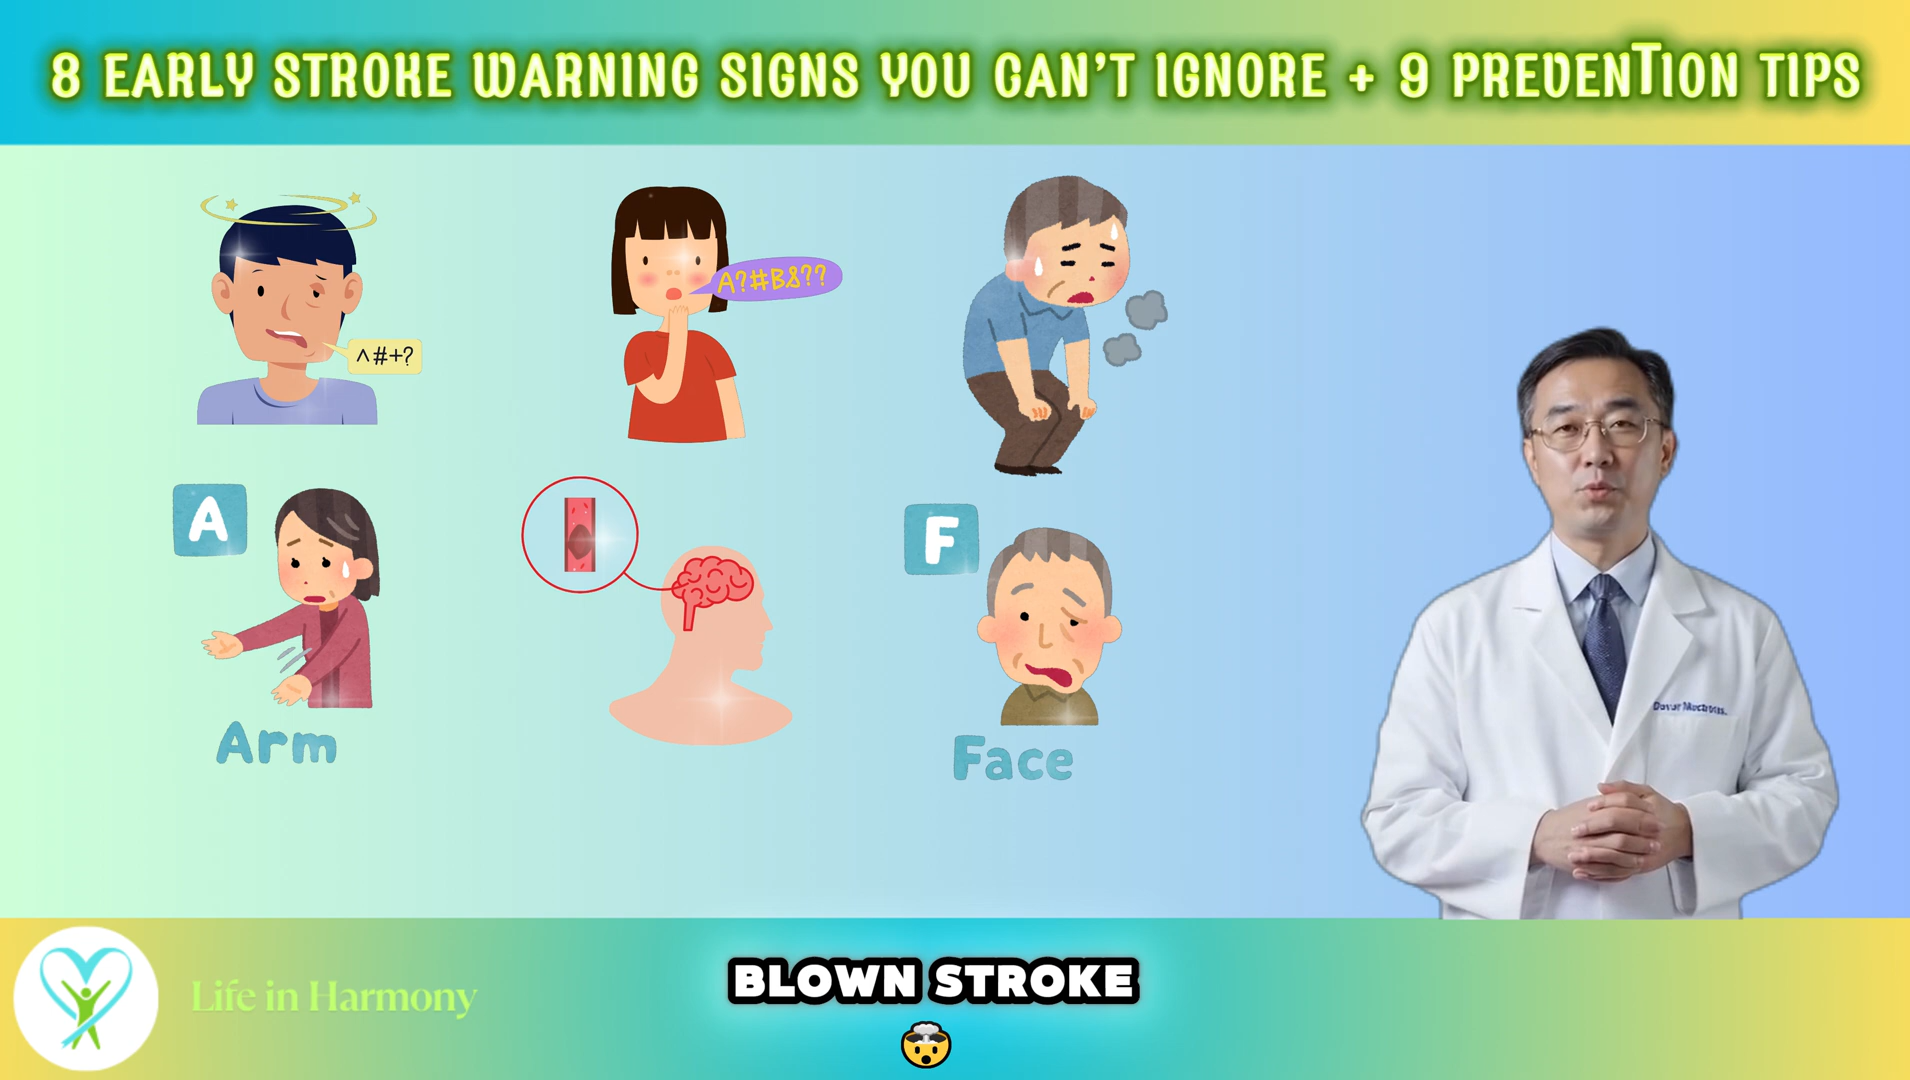 8 EARLY STROKE WARNING SIGNS YOU CAN'T IGNORE + 9 PREVENTION TIPS
^#+?
A?#B&??
A
Arm
F
Face
Life in Harmony
BLOWN STROKE